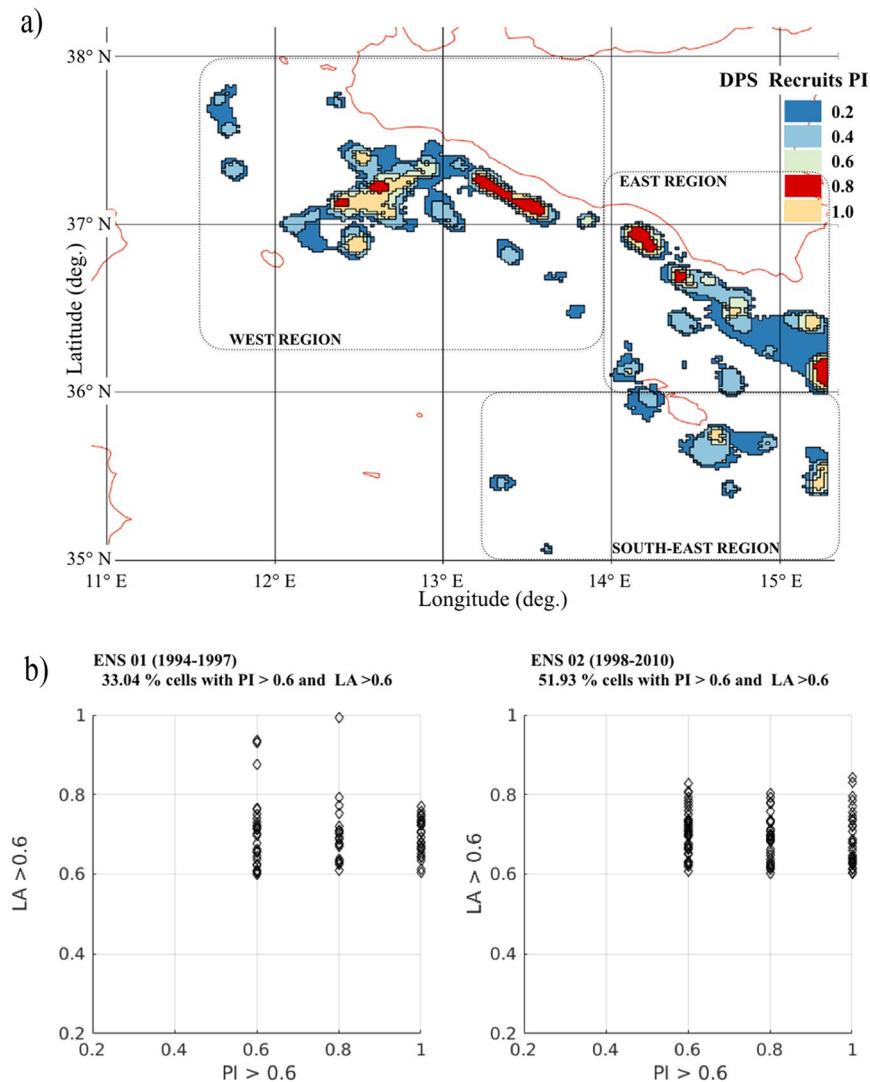 a)
38° N
37° N
36° N
35° N
Latitude (deg.)
11° E
12° E
13° E
14° E
15° E
Longitude (deg.)
DPS Recruits PI
0.2
0.4
0.6
0.8
1.0
WEST REGION
EAST REGION
SOUTH-EAST REGION
b)
ENS 01 (1994-1997)
33.04 % cells with PI > 0.6 and LA >0.6
1
0.8
0.6
0.4
0.2
LA >0.6
0.2
0.4
0.6
0.8
1
PI > 0.6
ENS 02 (1998-2010)
51.93 % cells with PI > 0.6 and LA >0.6
1
0.8
0.6
0.4
0.2
LA > 0.6
0.2
0.4
0.6
0.8
1
PI > 0.6